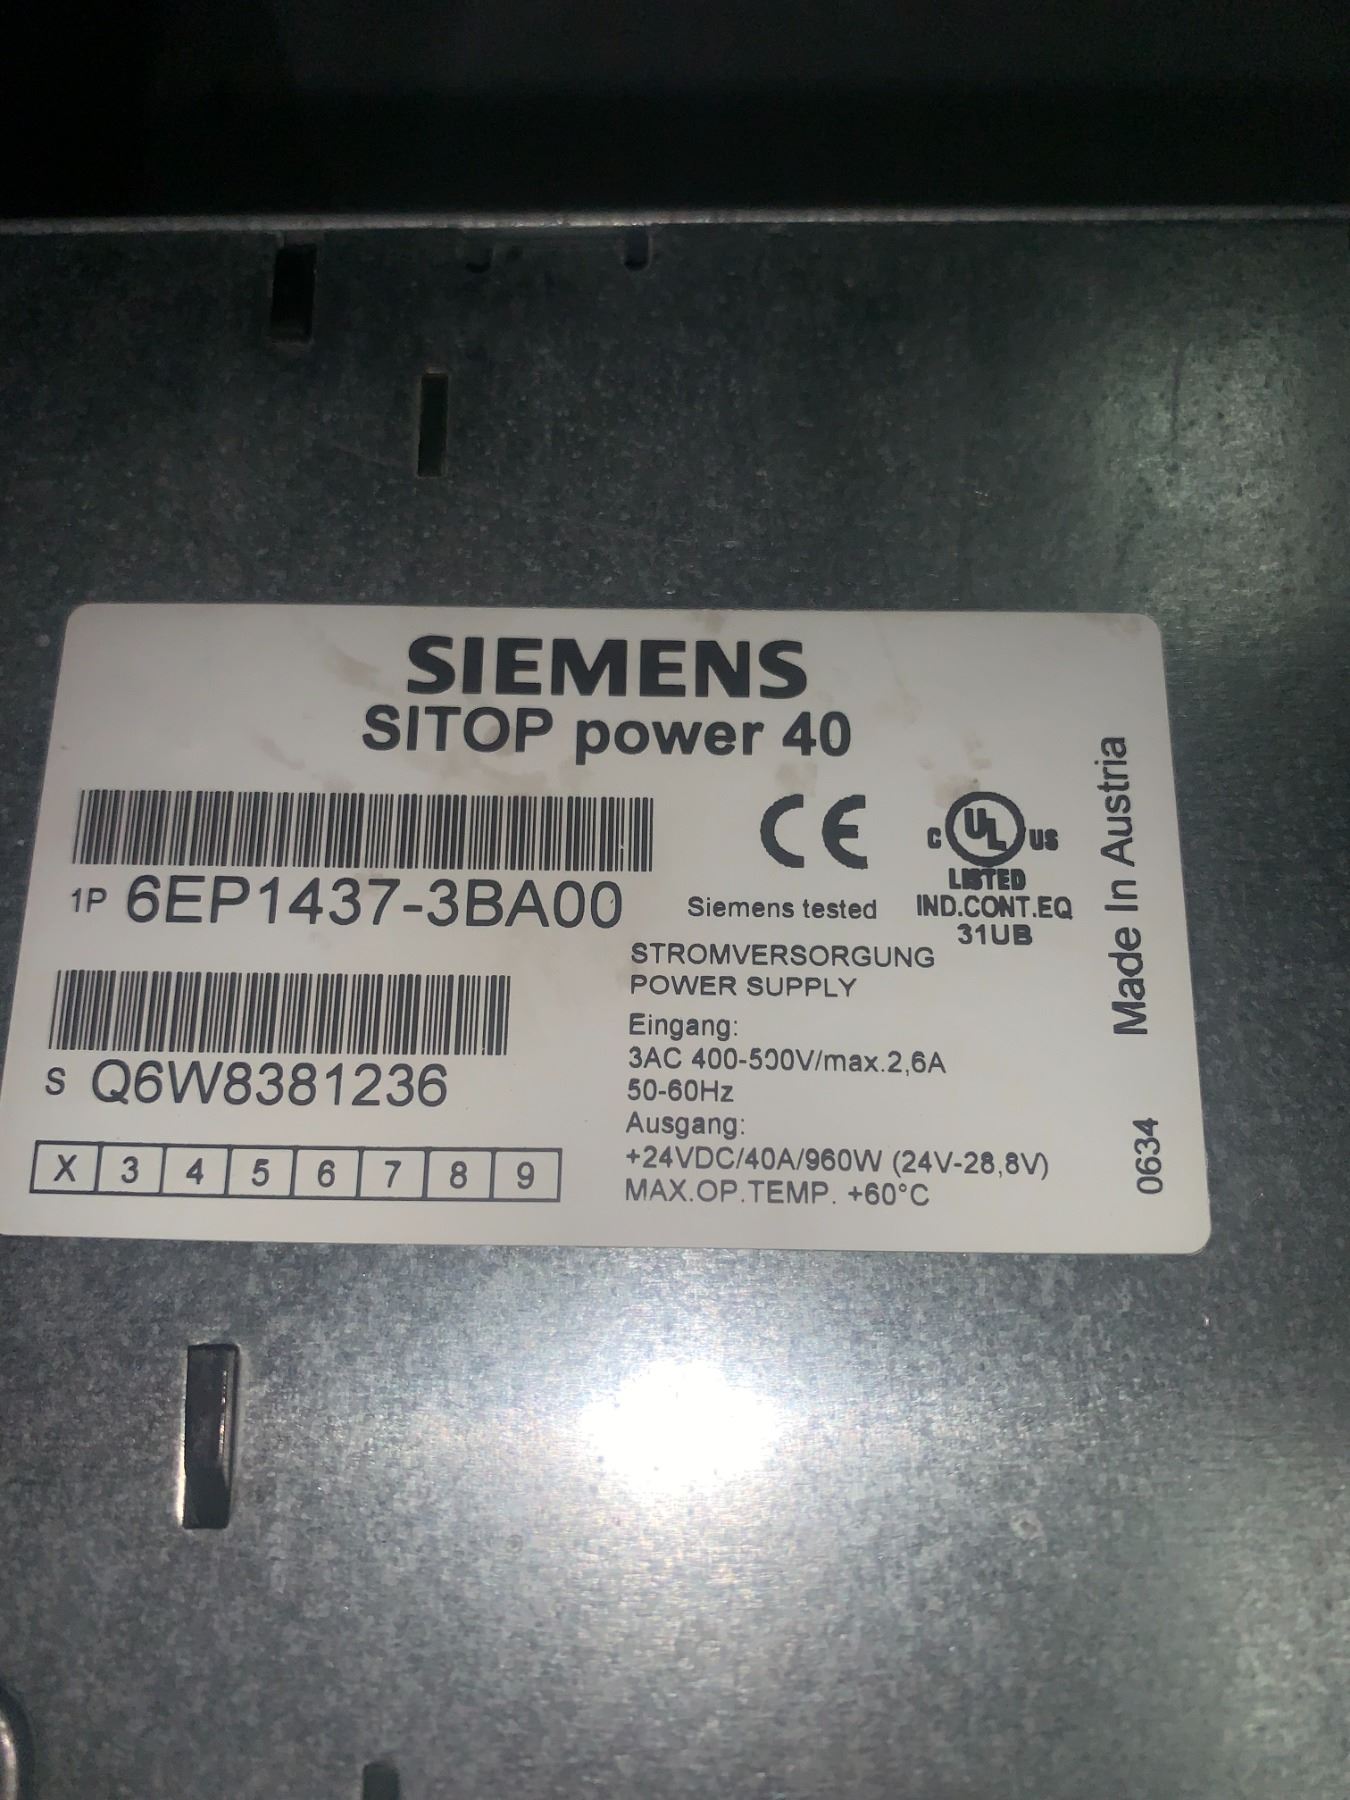 SIEMENS
SITOP power 40
1P 6EP1437-3BA00
S Q6W8381236
X 3 4 5 6 7 8 9
CE
Siemens tested
C UL US
LISTED
IND.CONT.EQ
31UB
STROMVERSORGUNG
POWER SUPPLY
Eingang:
3AC 400-500V/max.2,6A
50-60Hz
Ausgang:
+24VDC/40A/960W (24V-28,8V)
MAX.OP.TEMP. +60°C
Made In Austria
0634